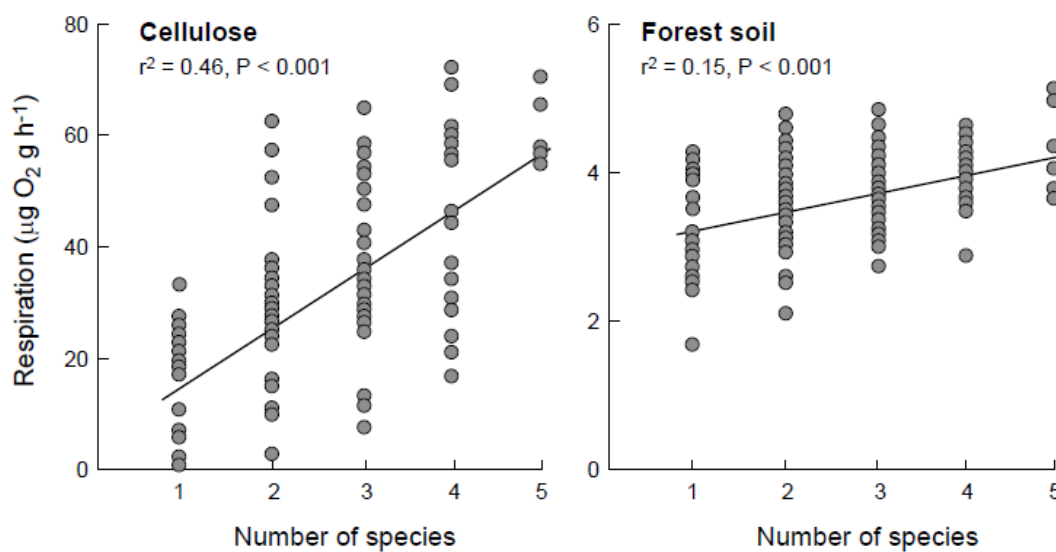 Cellulose
r² = 0.46, P < 0.001
Respiration (μg O₂ g h⁻¹)
80
60
40
20
0
1 2 3 4 5
Number of species
Forest soil
r² = 0.15, P < 0.001
6
4
2
0
1 2 3 4 5
Number of species